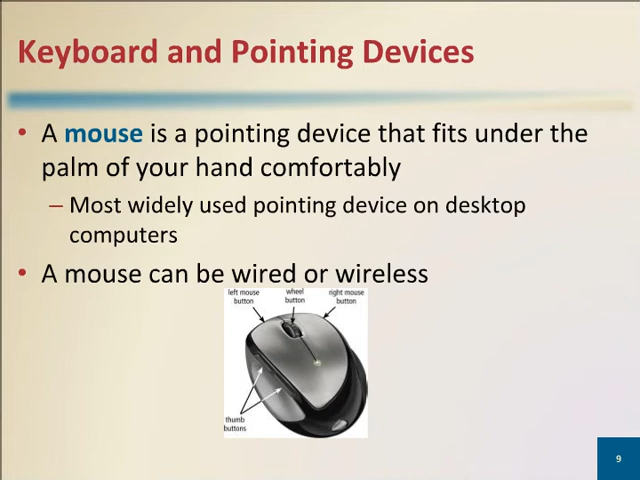 Keyboard and Pointing Devices
• A mouse is a pointing device that fits under the
palm of your hand comfortably
– Most widely used pointing device on desktop
computers
• A mouse can be wired or wireless
left mouse
button
wheel
button
right mouse
button
thumb
buttons
9